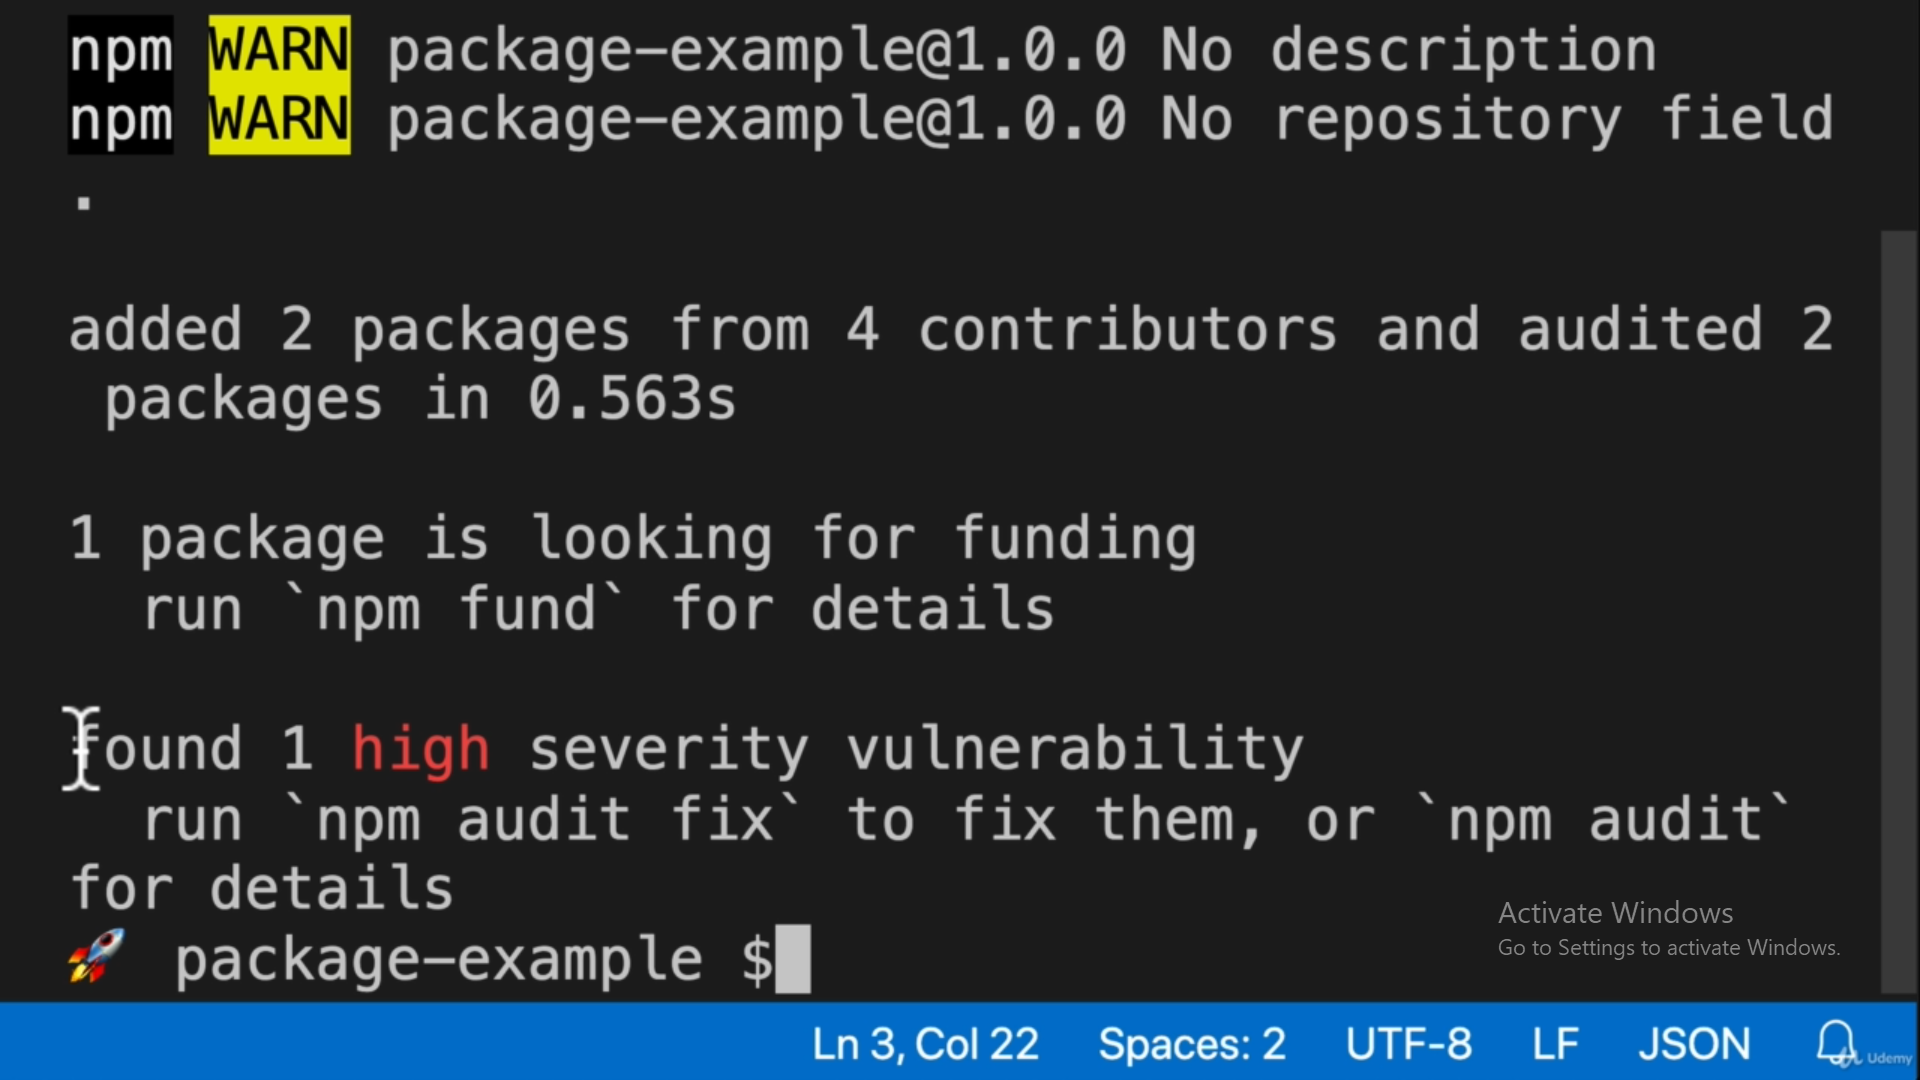 npm WARN package-example@1.0.0 No description
npm WARN package-example@1.0.0 No repository field
.
added 2 packages from 4 contributors and audited 2
packages in 0.563s
1 package is looking for funding
run `npm fund` for details
found 1 high severity vulnerability
run `npm audit fix` to fix them, or `npm audit`
for details
🚀 package-example $
Activate Windows
Go to Settings to activate Windows.
Ln 3, Col 22 Spaces: 2 UTF-8 LF JSON
Udemy